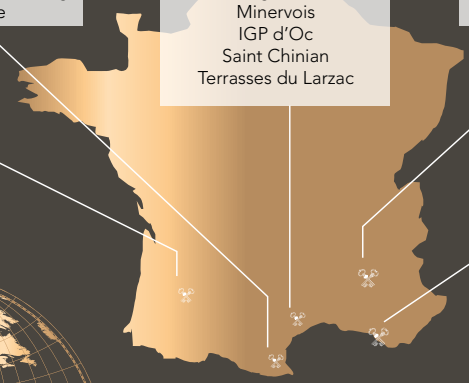 Minervois
IGP d'Oc
Saint Chinian
Terrasses du Larzac